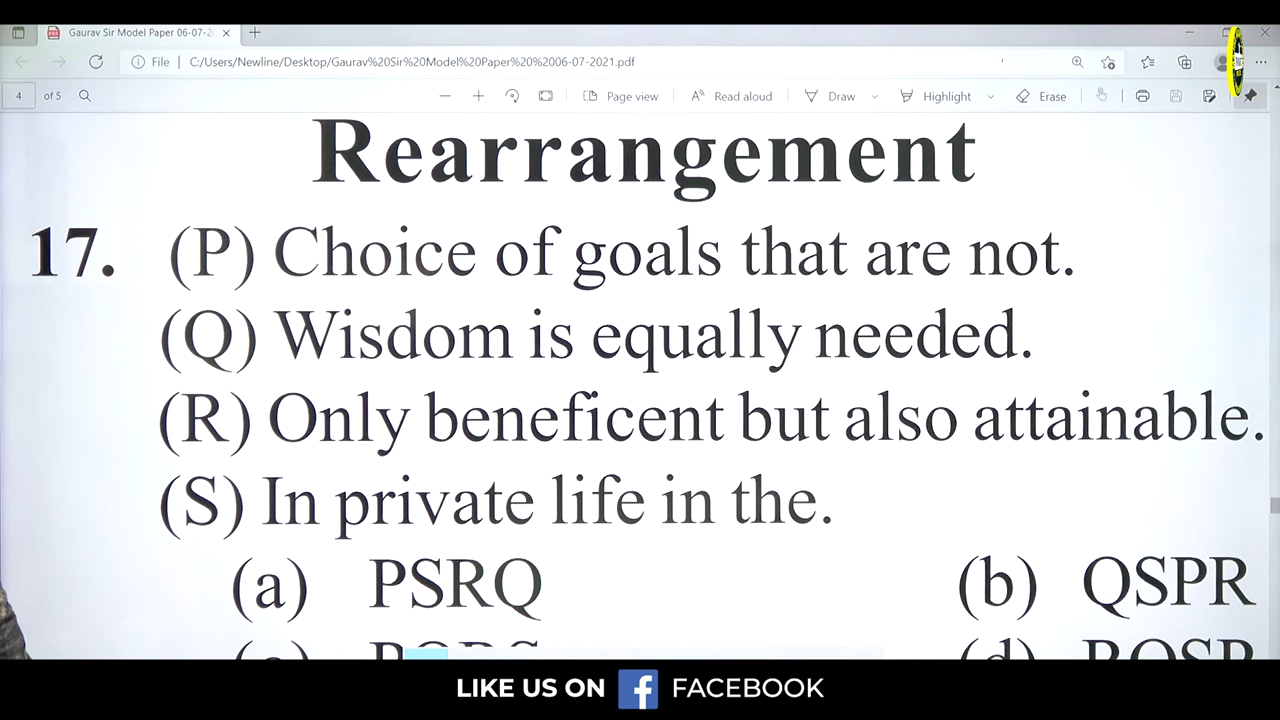 Gaurav Sir Model Paper 06-07-2
File
C:/Users/Newline/Desktop/Gaurav%20Sir%20Model%20Paper%20%2006-07-2021.pdf
4 of 5
Page view
Read aloud
Draw
Highlight
Erase
Rearrangement
17. (P) Choice of goals that are not.
(Q) Wisdom is equally needed.
(R) Only beneficent but also attainable.
(S) In private life in the.
(a) PSRQ (b) QSPR
LIKE US ON FACEBOOK